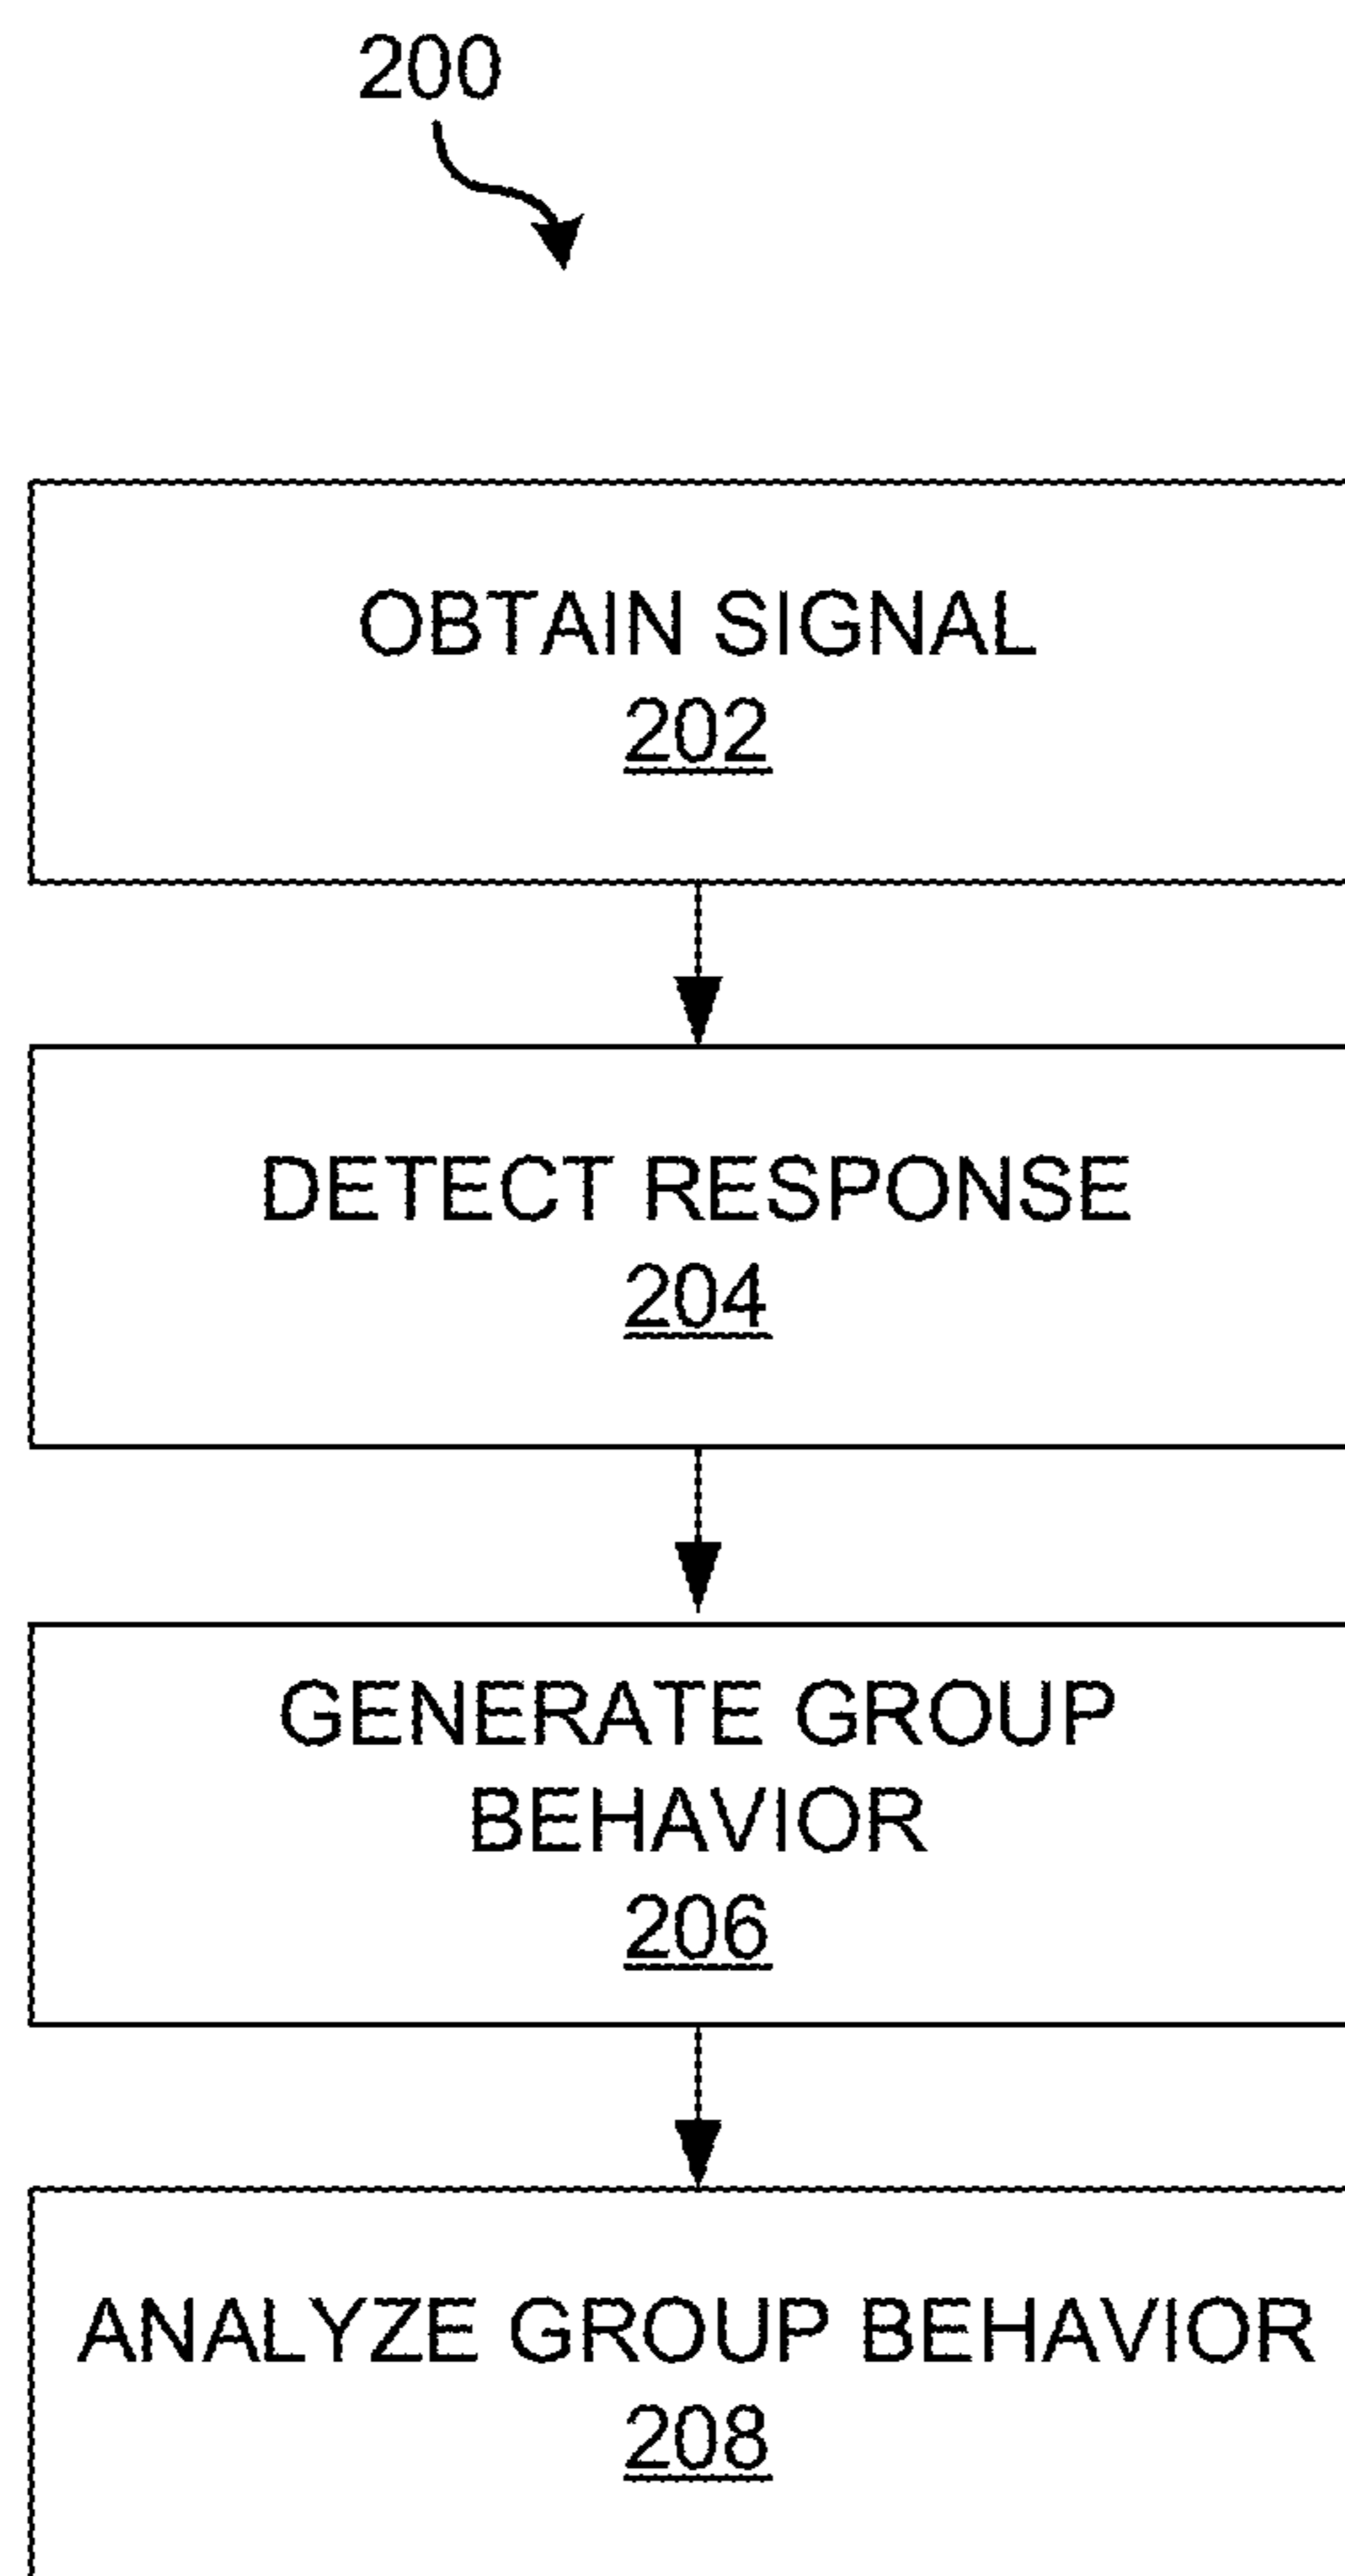 200
OBTAIN SIGNAL
202
DETECT RESPONSE
204
GENERATE GROUP
BEHAVIOR
206
ANALYZE GROUP BEHAVIOR
208